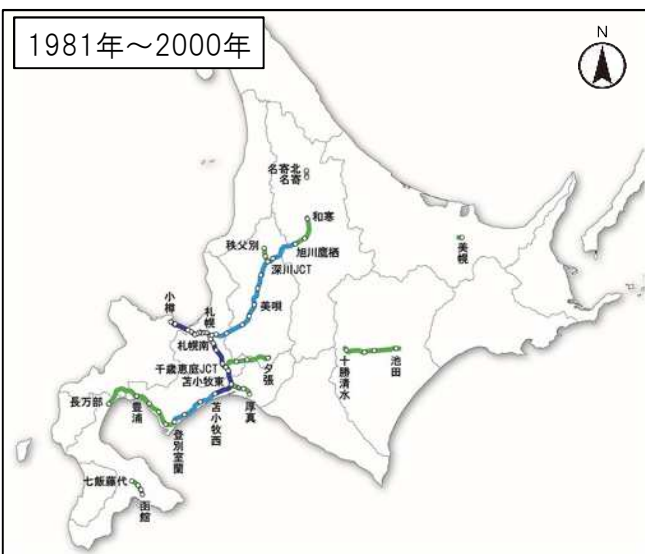 1981年～2000年
N
名寄北
名寄
和寒
秩父別
旭川鷹栖
深川JCT
美幌
小樽
札幌
美唄
札幌南
千歳恵庭JCT
夕張
十勝清水
池田
苫小牧東
長万部
豊浦
登別室蘭
苫小牧西
厚真
七飯藤代
函館